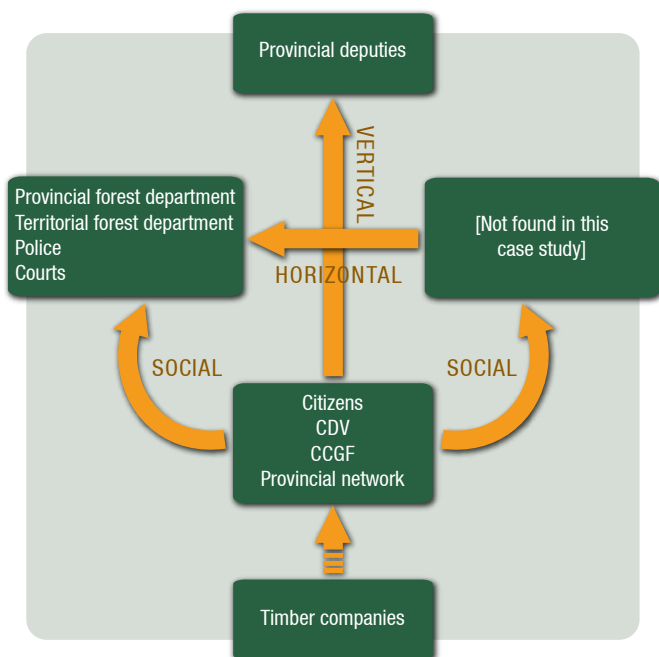 Provincial deputies
VERTICAL
Provincial forest department
Territorial forest department
Police
Courts
[Not found in this
case study]
HORIZONTAL
SOCIAL
SOCIAL
Citizens
CDV
CCGF
Provincial network
Timber companies